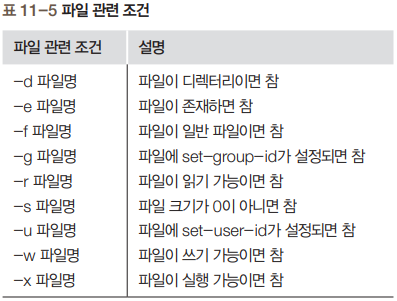 표 11-5 파일 관련 조건
파일 관련 조건 설명
-d 파일명 파일이 디렉터리이면 참
-e 파일명 파일이 존재하면 참
-f 파일명 파일이 일반 파일이면 참
-g 파일명 파일에 set-group-id가 설정되면 참
-r 파일명 파일이 읽기 가능이면 참
-s 파일명 파일 크기가 0이 아니면 참
-u 파일명 파일에 set-user-id가 설정되면 참
-w 파일명 파일이 쓰기 가능이면 참
-x 파일명 파일이 실행 가능이면 참